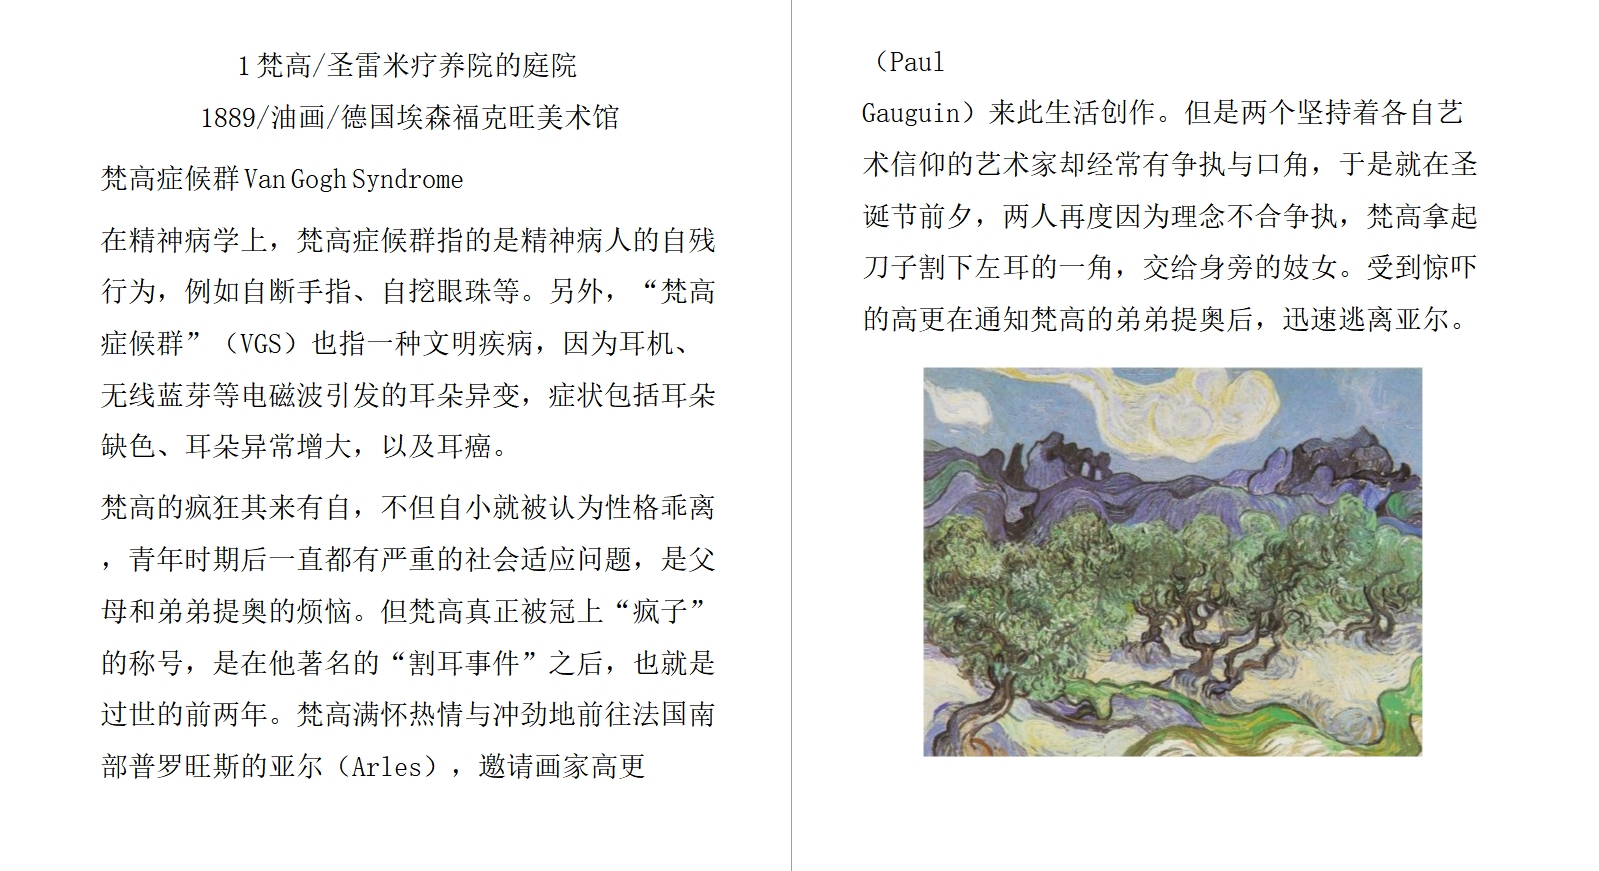 1 梵高/圣雷米疗养院的庭院
1889/油画/德国埃森福克旺美术馆
梵高症候群 Van Gogh Syndrome
在精神病学上，梵高症候群指的是精神病人的自残
行为，例如自断手指、自挖眼珠等。另外，“梵高
症候群”（VGS）也指一种文明疾病，因为耳机、
无线蓝芽等电磁波引发的耳朵异变，症状包括耳朵
缺色、耳朵异常增大，以及耳癌。
梵高的疯狂其来有自，不但自小就被认为性格乖离
，青年时期后一直都有严重的社会适应问题，是父
母和弟弟提奥的烦恼。但梵高真正被冠上“疯子”
的称号，是在他著名的“割耳事件”之后，也就是
过世的前两年。梵高满怀热情与冲劲地前往法国南
部普罗旺斯的亚尔（Arles），邀请画家高更
（Paul
Gauguin）来此生活创作。但是两个坚持着各自艺
术信仰的艺术家却经常有争执与口角，于是就在圣
诞节前夕，两人再度因为理念不合争执，梵高拿起
刀子割下左耳的一角，交给身旁的妓女。受到惊吓
的高更在通知梵高的弟弟提奥后，迅速逃离亚尔。